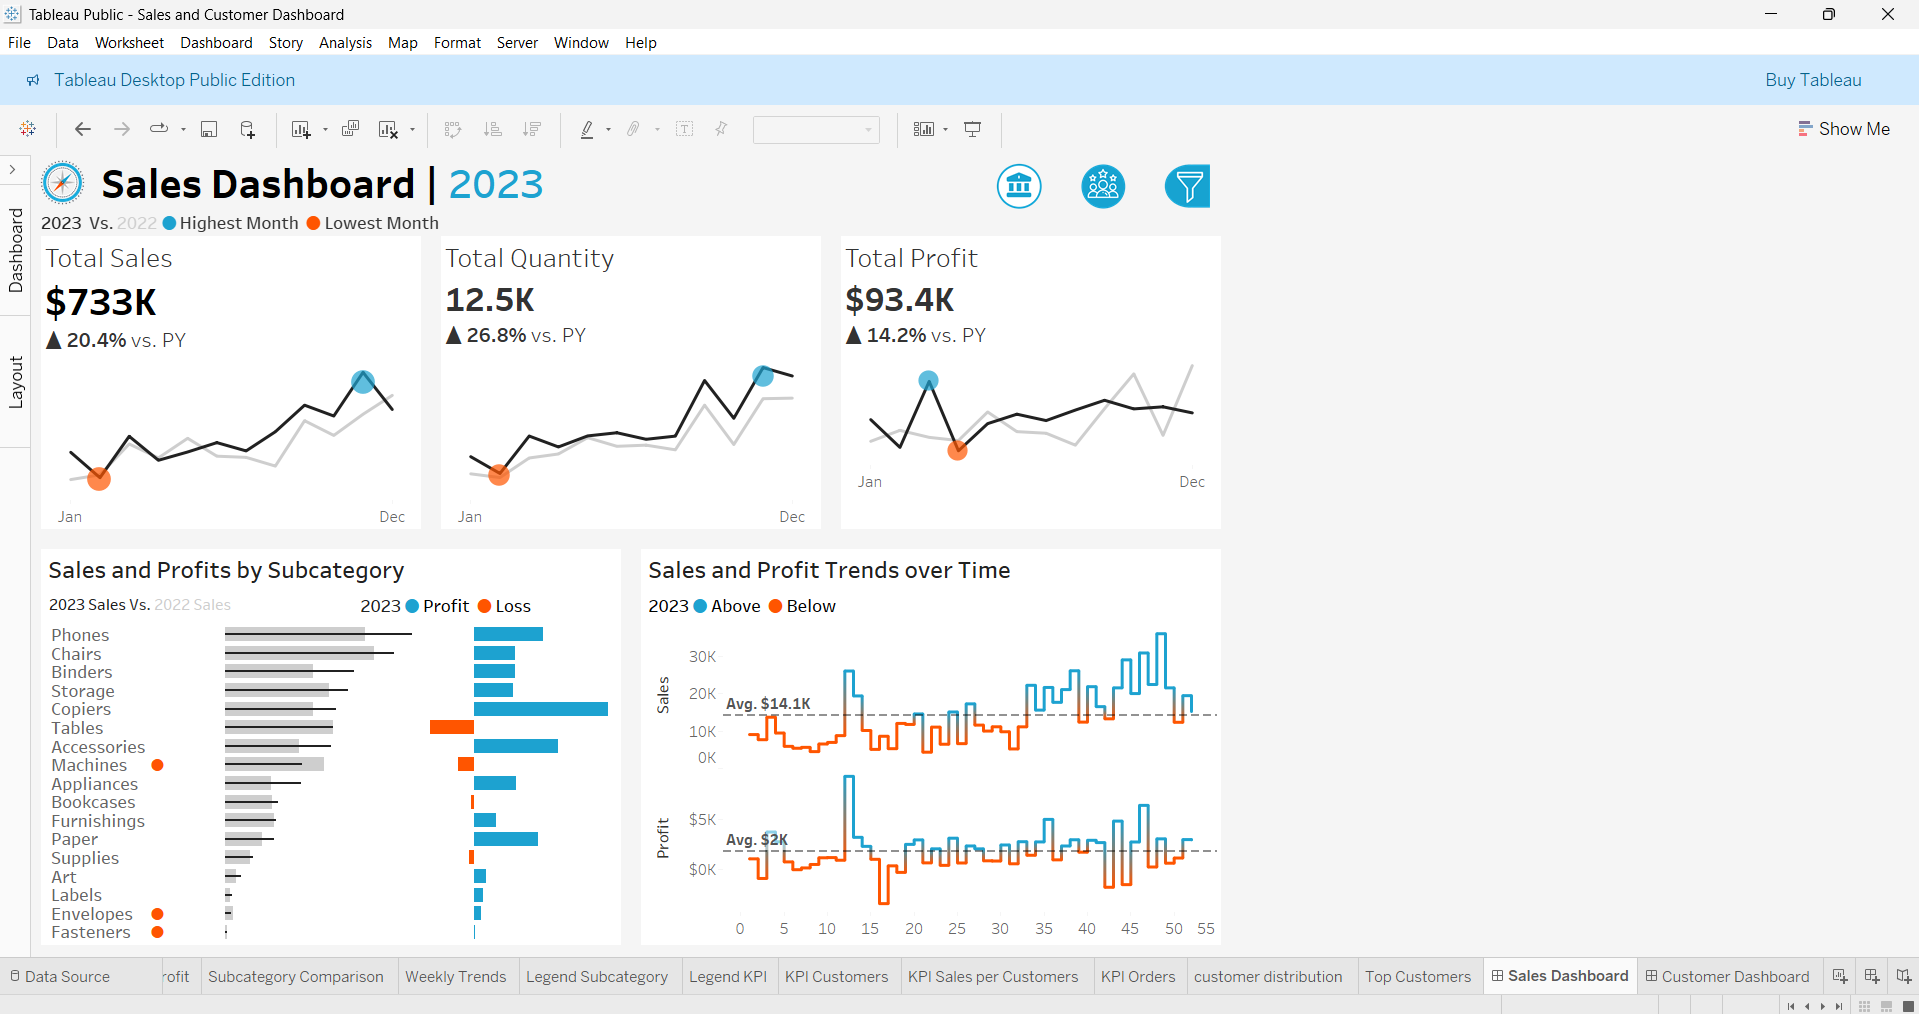 Tableau Public - Sales and Customer Dashboard
File Data Worksheet Dashboard Story Analysis Map Format Server Window Help
Tableau Desktop Public Edition
Buy Tableau
Show Me
Dashboard
Layout
Sales Dashboard | 2023
2023 Vs. 2022 Highest Month Lowest Month
Total Sales
$733K
▲ 20.4% vs. PY
Jan Dec
Total Quantity
12.5K
▲ 26.8% vs. PY
Jan Dec
Total Profit
$93.4K
▲ 14.2% vs. PY
Jan Dec
Sales and Profits by Subcategory
2023 Sales Vs. 2022 Sales
2023 Profit Loss
Phones
Chairs
Binders
Storage
Copiers
Tables
Accessories
Machines
Appliances
Bookcases
Furnishings
Paper
Supplies
Art
Labels
Envelopes
Fasteners
Sales and Profit Trends over Time
2023 Above Below
Sales
30K
20K
Avg. $14.1K
10K
0K
Profit
$5K
Avg. $2K
$0K
0 5 10 15 20 25 30 35 40 45 50 55
Data Source rofit Subcategory Comparison Weekly Trends Legend Subcategory Legend KPI KPI Customers KPI Sales per Customers KPI Orders customer distribution Top Customers Sales Dashboard Customer Dashboard